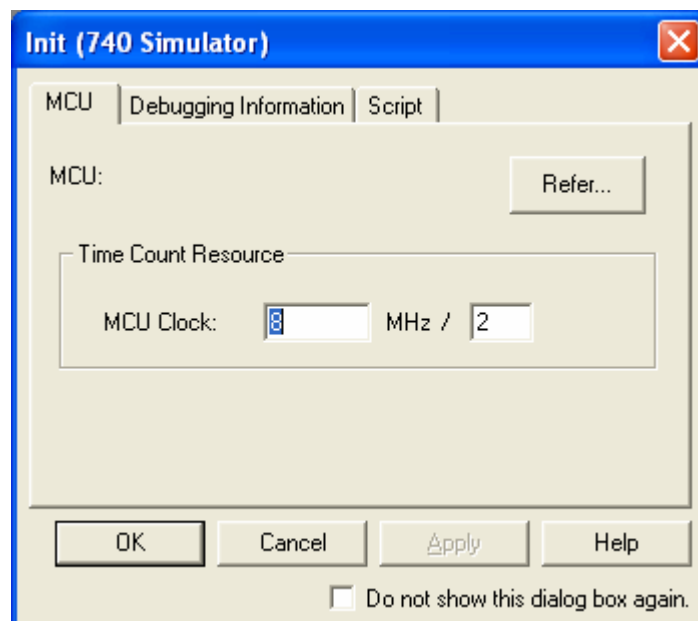 Init (740 Simulator)
MCU Debugging Information Script
MCU: Refer...
Time Count Resource
MCU Clock: 8 MHz / 2
OK Cancel Apply Help
Do not show this dialog box again.